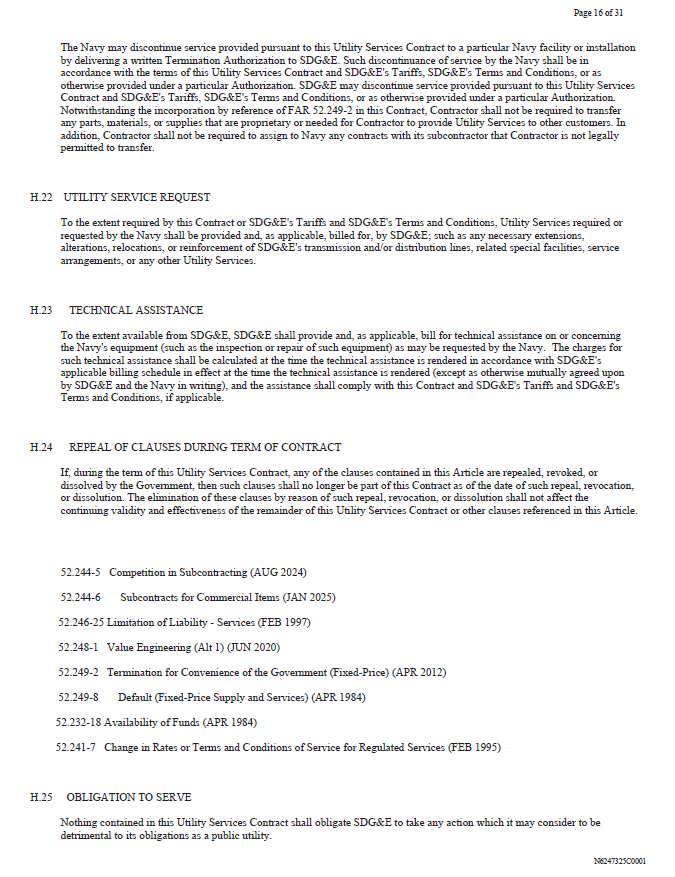 Page 16 of 31
The Navy may discontinue service provided pursuant to this Utility Services Contract to a particular Navy facility or installation
by delivering a written Termination Authorization to SDG&E. Such discontinuance of service by the Navy shall be in
accordance with the terms of this Utility Services Contract and SDG&E's Tariffs, SDG&E's Terms and Conditions, or as
otherwise provided under a particular Authorization. SDG&E may discontinue service provided pursuant to this Utility Services
Contract and SDG&E's Tariffs, SDG&E's Terms and Conditions, or as otherwise provided under a particular Authorization.
Notwithstanding the incorporation by reference of FAR 52.249-2 in this Contract, Contractor shall not be required to transfer
any parts, materials, or supplies that are proprietary or needed for Contractor to provide Utility Services to other customers. In
addition, Contractor shall not be required to assign to Navy any contracts with its subcontractor that Contractor is not legally
permitted to transfer.
H.22 UTILITY SERVICE REQUEST
To the extent required by this Contract or SDG&E's Tariffs and SDG&E's Terms and Conditions, Utility Services required or
requested by the Navy shall be provided and, as applicable, billed for, by SDG&E; such as any necessary extensions,
alterations, relocations, or reinforcement of SDG&E's transmission and/or distribution lines, related special facilities, service
arrangements, or any other Utility Services.
H.23 TECHNICAL ASSISTANCE
To the extent available from SDG&E, SDG&E shall provide and, as applicable, bill for technical assistance on or concerning
the Navy's equipment (such as the inspection or repair of such equipment) as may be requested by the Navy. The charges for
such technical assistance shall be calculated at the time the technical assistance is rendered in accordance with SDG&E's
applicable billing schedule in effect at the time the technical assistance is rendered (except as otherwise mutually agreed upon
by SDG&E and the Navy in writing), and the assistance shall comply with this Contract and SDG&E's Tariffs and SDG&E's
Terms and Conditions, if applicable.
H.24 REPEAL OF CLAUSES DURING TERM OF CONTRACT
If, during the term of this Utility Services Contract, any of the clauses contained in this Article are repealed, revoked, or
dissolved by the Government, then such clauses shall no longer be part of this Contract as of the date of such repeal, revocation,
or dissolution. The elimination of these clauses by reason of such repeal, revocation, or dissolution shall not affect the
continuing validity and effectiveness of the remainder of this Utility Services Contract or other clauses referenced in this Article.
52.244-5 Competition in Subcontracting (AUG 2024)
52.244-6 Subcontracts for Commercial Items (JAN 2025)
52.246-25 Limitation of Liability - Services (FEB 1997)
52.248-1 Value Engineering (Alt 1) (JUN 2020)
52.249-2 Termination for Convenience of the Government (Fixed-Price) (APR 2012)
52.249-8 Default (Fixed-Price Supply and Services) (APR 1984)
52.232-18 Availability of Funds (APR 1984)
52.241-7 Change in Rates or Terms and Conditions of Service for Regulated Services (FEB 1995)
H.25 OBLIGATION TO SERVE
Nothing contained in this Utility Services Contract shall obligate SDG&E to take any action which it may consider to be
detrimental to its obligations as a public utility.
N6247325C0001